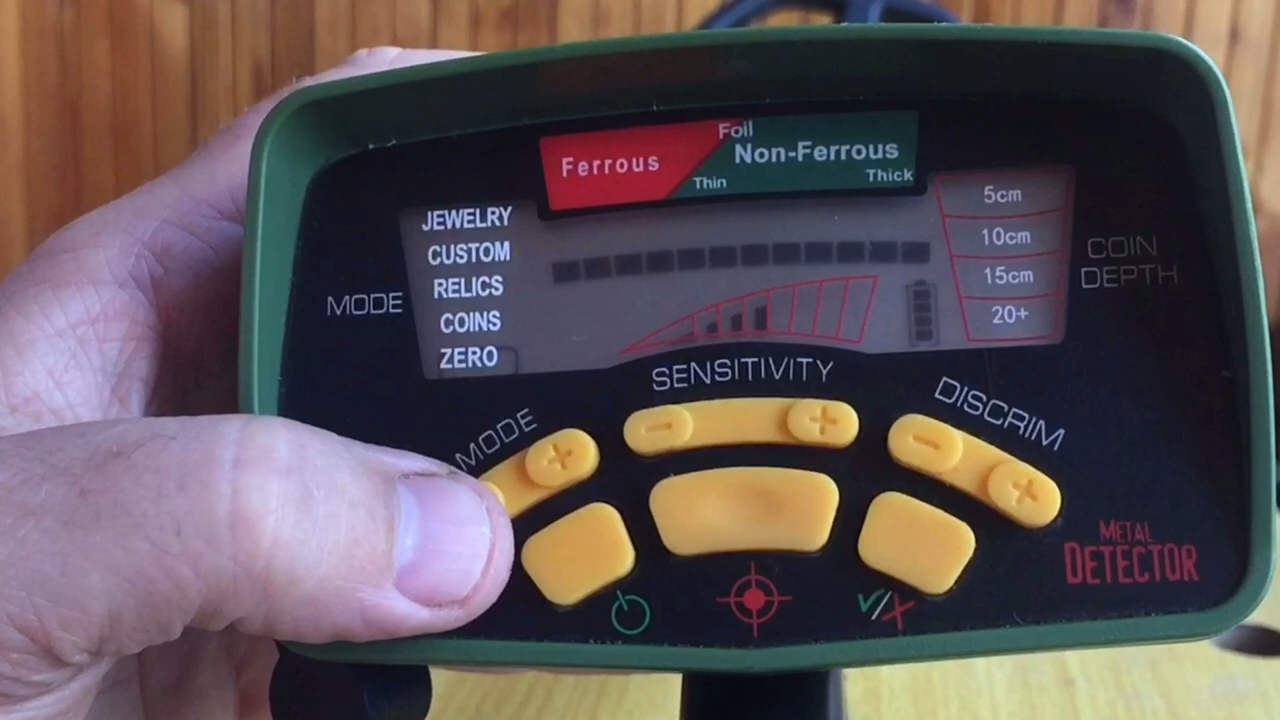 Ferrous
Foil
Non-Ferrous
Thin
Thick
MODE
JEWELRY
CUSTOM
RELICS
COINS
ZERO
5cm
10cm
15cm
20+
COIN
DEPTH
MODE
SENSITIVITY
DISCRIM
- +
+
- +
METAL
DETECTOR